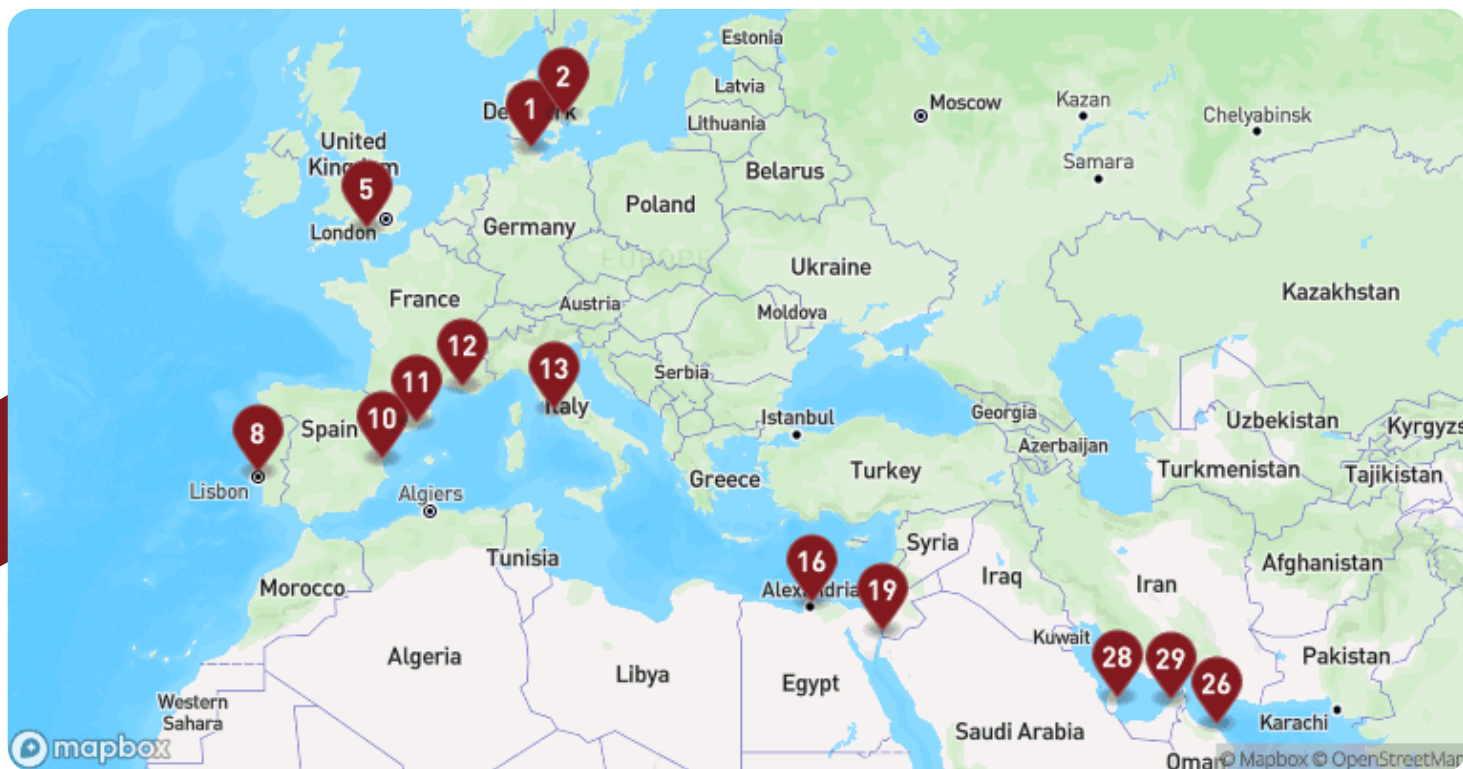 Estonia
2
Latvia
1
Moscow
Kazan
Chelyabinsk
Lithuania
United
Kingdom
Samara
Belarus
5
Poland
London
Germany
EUROPE
Ukraine
France
Kazakhstan
Austria
Moldova
12
13
11
Serbia
Italy
10
Georgia
Istanbul
Uzbekistan
8
Spain
Azerbaijan
Turkmenistan
Tajikistan
Lisbon
Algiers
Greece
Turkey
Syria
16
Tunisia
Afghanistan
Iraq
Iran
Morocco
19
Kuwait
28
29
Pakistan
Algeria
Libya
Egypt
26
Western
Sahara
Karachi
Saudi Arabia
mapbox
Oman
© Mapbox © OpenStreetMap